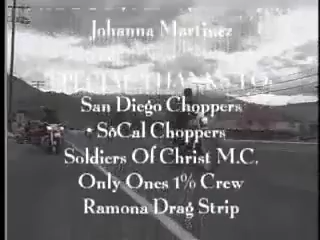 Johanna Martinez
SPECIAL THANKS TO:
San Diego Choppers
• SoCal Choppers
Soldiers Of Christ M.C.
Only Ones 1% Crew
Ramona Drag Strip